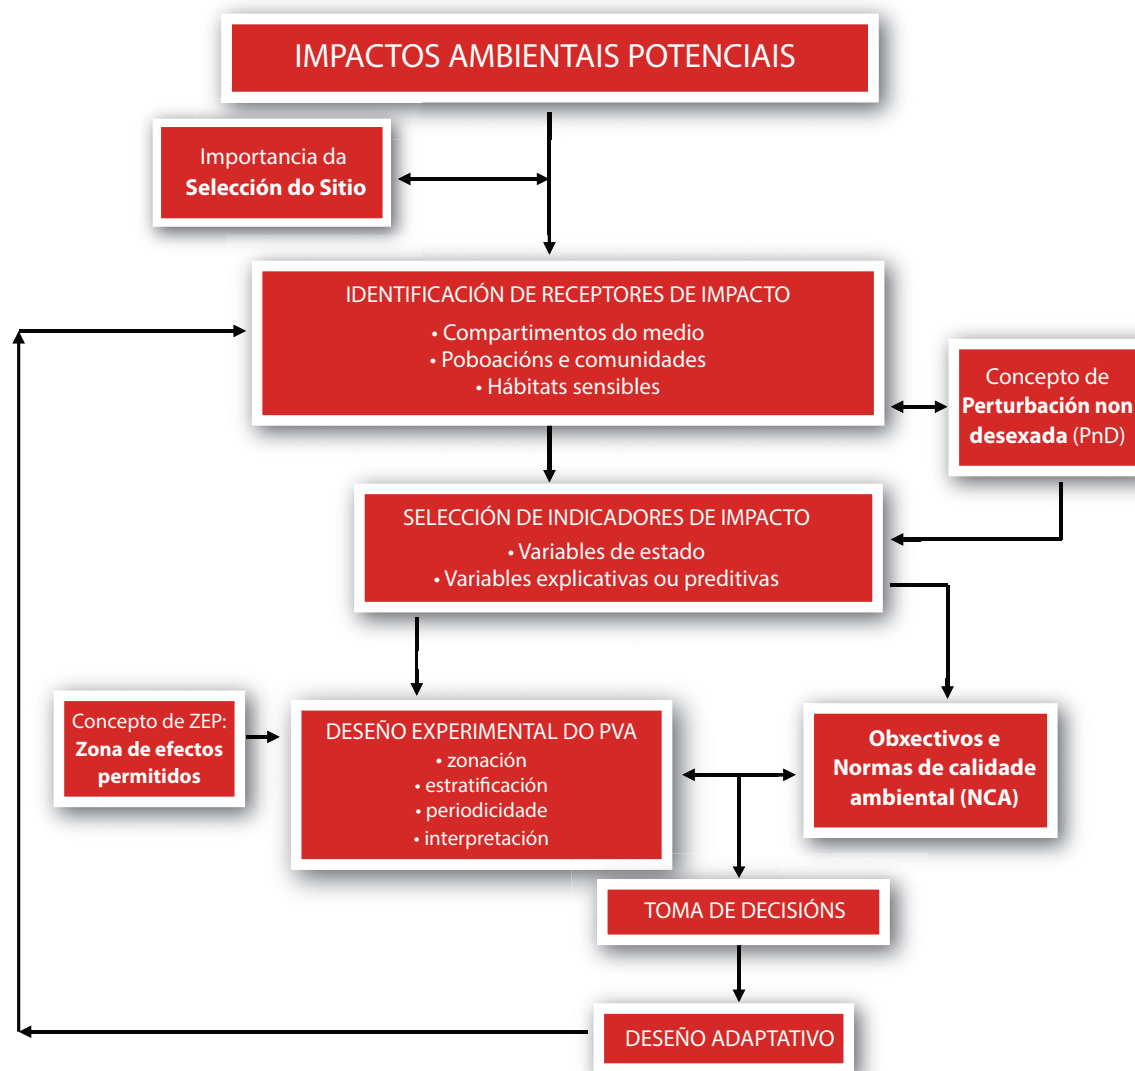 IMPACTOS AMBIENTAIS POTENCIAIS
Importancia da
Selección do Sitio
IDENTIFICACIÓN DE RECEPTORES DE IMPACTO
• Compartimentos do medio
• Poboacións e comunidades
• Hábitats sensibles
Concepto de
Perturbación non
desexada (PnD)
SELECCIÓN DE INDICADORES DE IMPACTO
• Variables de estado
• Variables explicativas ou preditivas
Concepto de ZEP:
Zona de efectos
permitidos
DESEÑO EXPERIMENTAL DO PVA
• zonación
• estratificación
• periodicidade
• interpretación
Obxectivos e
Normas de calidade
ambiental (NCA)
TOMA DE DECISIÓNS
DESEÑO ADAPTATIVO